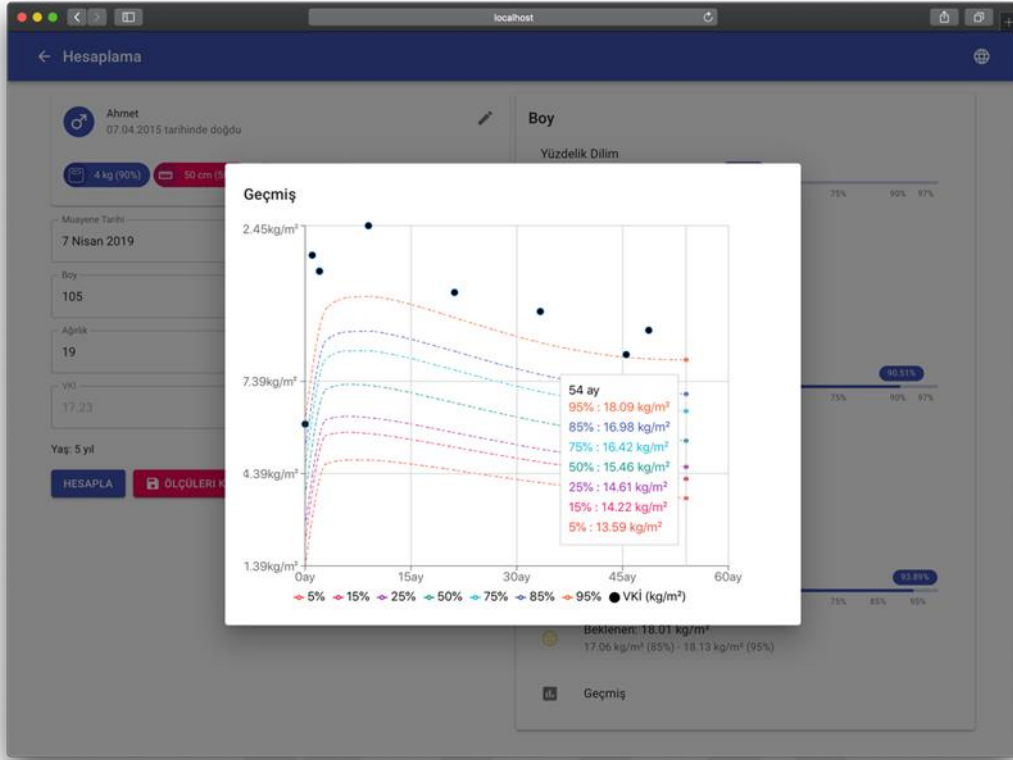 localhost
Hesaplama
Ahmet
07.04.2015 tarihinde doğdu
4 kg (90%)
50 cm (5
Muayene Tarihi
7 Nisan 2019
Boy
105
Ağırlık
19
VKİ
17.23
Yaş: 5 yıl
HESAPLA
ÖLÇÜLERI K
Boy
Yüzdelik Dilim
75% 90% 97%
90.51%
75% 90% 97%
93.89%
75% 85% 95%
Beklenen: 18.01 kg/m²
17.06 kg/m² (85%) - 18.13 kg/m² (95%)
Geçmiş
Geçmiş
2.45kg/m²
7.39kg/m²
4.39kg/m²
1.39kg/m²
0ay 15ay 30ay 45ay 60ay
54 ay
95% : 18.09 kg/m²
85% : 16.98 kg/m²
75% : 16.42 kg/m²
50% : 15.46 kg/m²
25% : 14.61 kg/m²
15% : 14.22 kg/m²
5% : 13.59 kg/m²
5% 15% 25% 50% 75% 85% 95% VKİ (kg/m²)